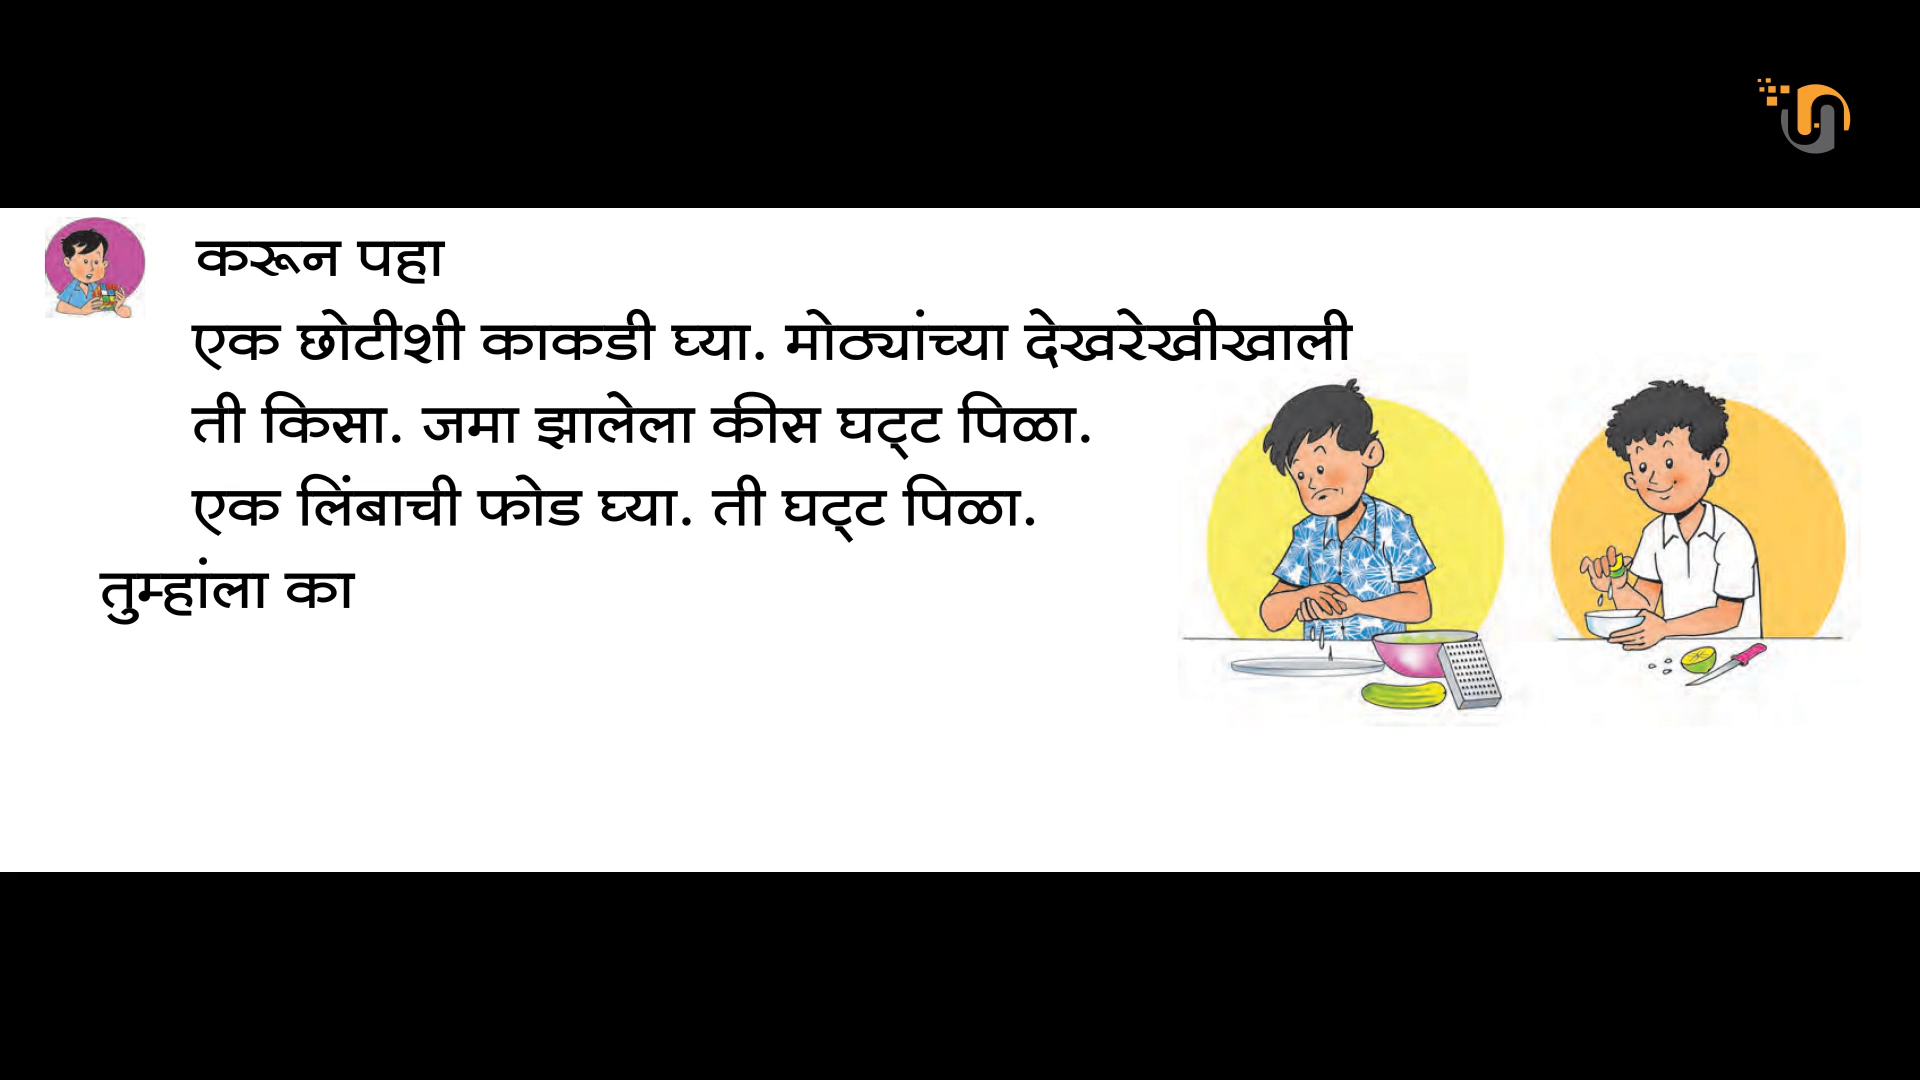 करून पहा
एक छोटीशी काकडी घ्या. मोठ्यांच्या देखरेखीखाली
ती किसा. जमा झालेला कीस घट्ट पिळा.
एक लिंबाची फोड घ्या. ती घट्ट पिळा.
तुम्हांला का